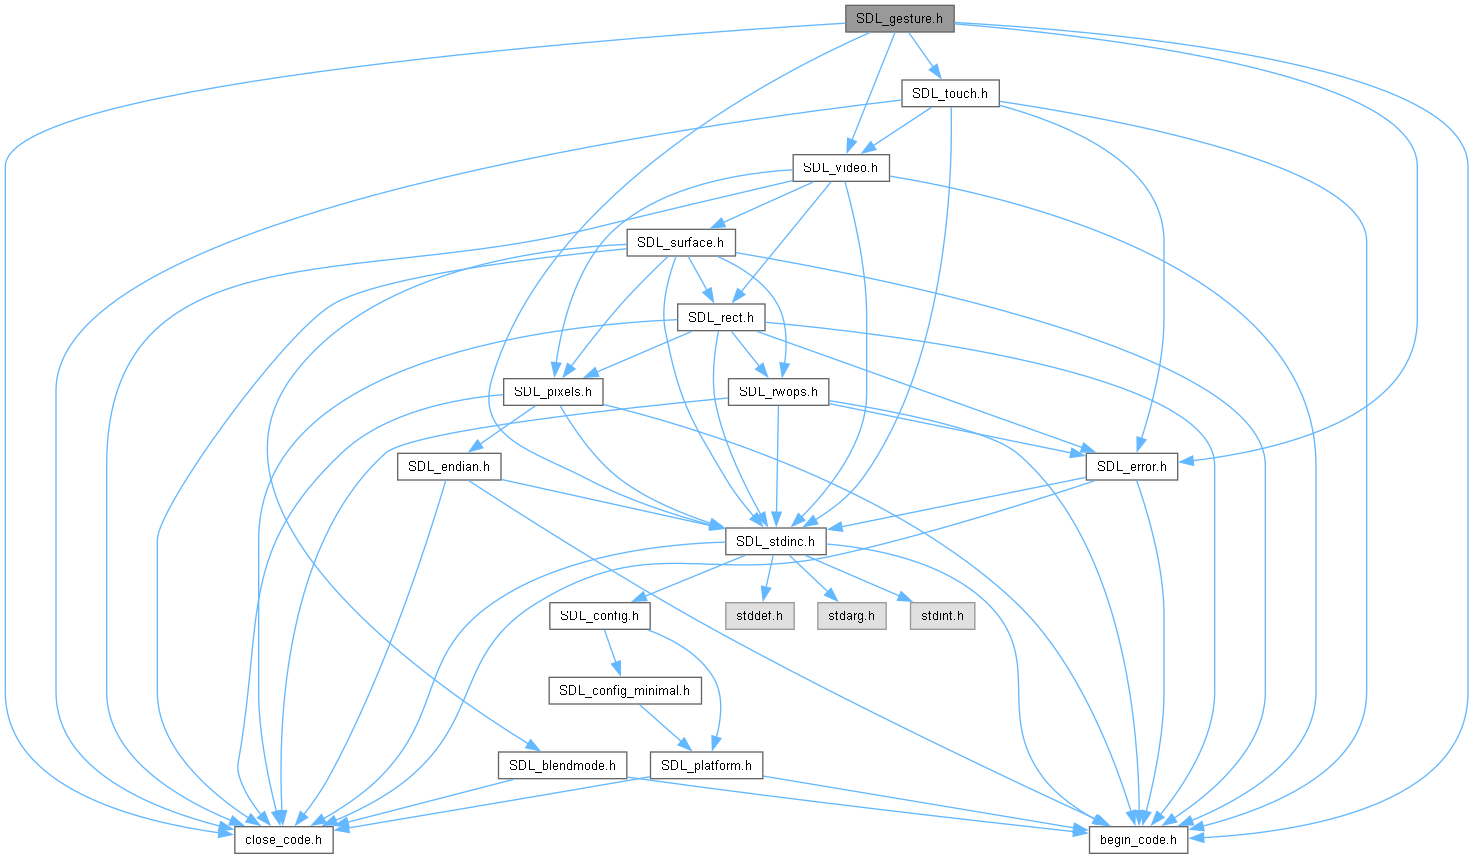 SDL_gesture.h
SDL_touch.h
SDL_video.h
SDL_surface.h
SDL_rect.h
SDL_pixels.h
SDL_rwops.h
SDL_endian.h
SDL_error.h
SDL_stdinc.h
SDL_config.h
stddef.h
stdarg.h
stdint.h
SDL_config_minimal.h
SDL_blendmode.h
SDL_platform.h
close_code.h
begin_code.h